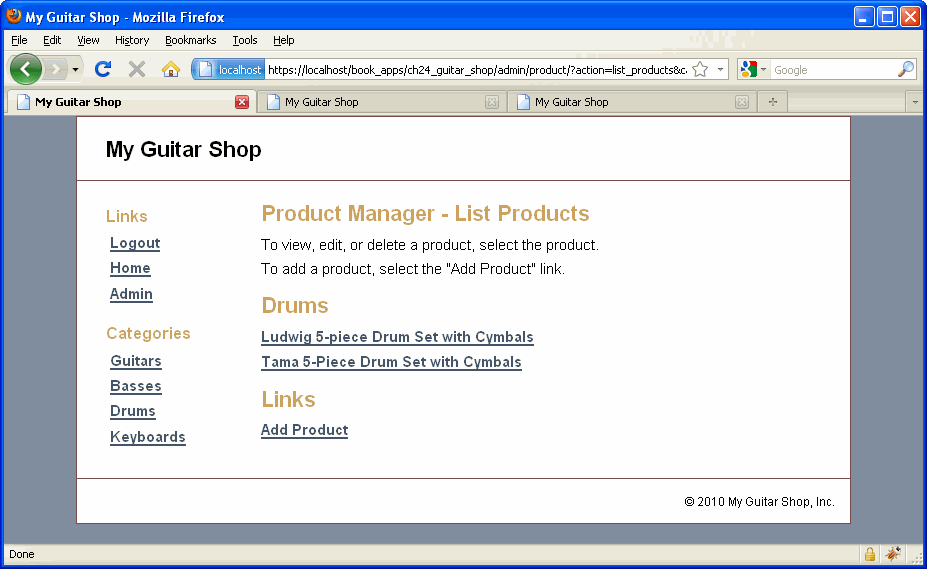 My Guitar Shop - Mozilla Firefox
File Edit View History Bookmarks Tools Help
localhost https://localhost/book_apps/ch24_guitar_shop/admin/product/?action=list_products&c Google
My Guitar Shop My Guitar Shop My Guitar Shop
My Guitar Shop
Links
Logout
Home
Admin
Categories
Guitars
Basses
Drums
Keyboards
Product Manager - List Products
To view, edit, or delete a product, select the product.
To add a product, select the "Add Product" link.
Drums
Ludwig 5-piece Drum Set with Cymbals
Tama 5-Piece Drum Set with Cymbals
Links
Add Product
© 2010 My Guitar Shop, Inc.
Done